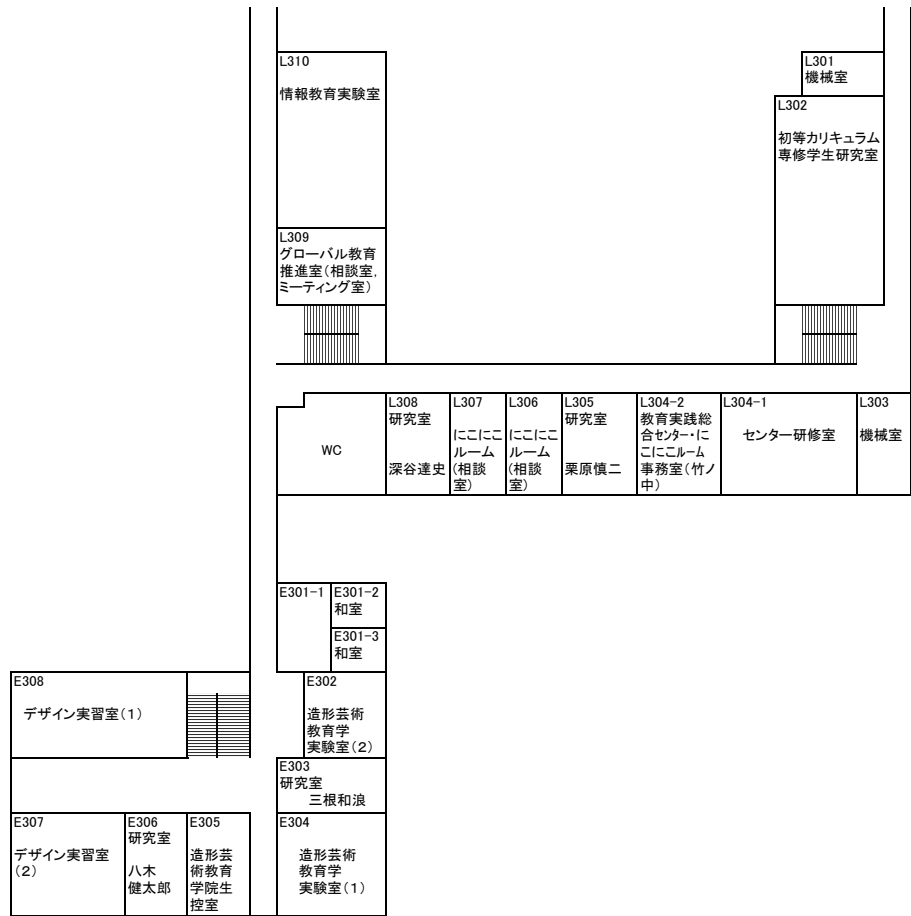 L310
情報教育実験室
L301
機械室
L302
初等カリキュラム
専修学生研究室
L309
グローバル教育
推進室（相談室,
ミーティング室）
WC
L308
研究室
深谷達史
L307
にこにこ
ルーム
（相談
室）
L306
にこにこ
ルーム
（相談
室）
L305
研究室
栗原慎二
L304-2
教育実践総
合センター・に
こにこルーム
事務室（竹ノ
中）
L304-1
センター研修室
L303
機械室
E301-1
E301-2
和室
E301-3
和室
E308
デザイン実習室（１）
E302
造形芸術
教育学
実験室（２）
E303
研究室
三根和浪
E307
デザイン実習室
（２）
E306
研究室
八木
健太郎
E305
造形芸
術教育
学院生
控室
E304
造形芸術
教育学
実験室（１）